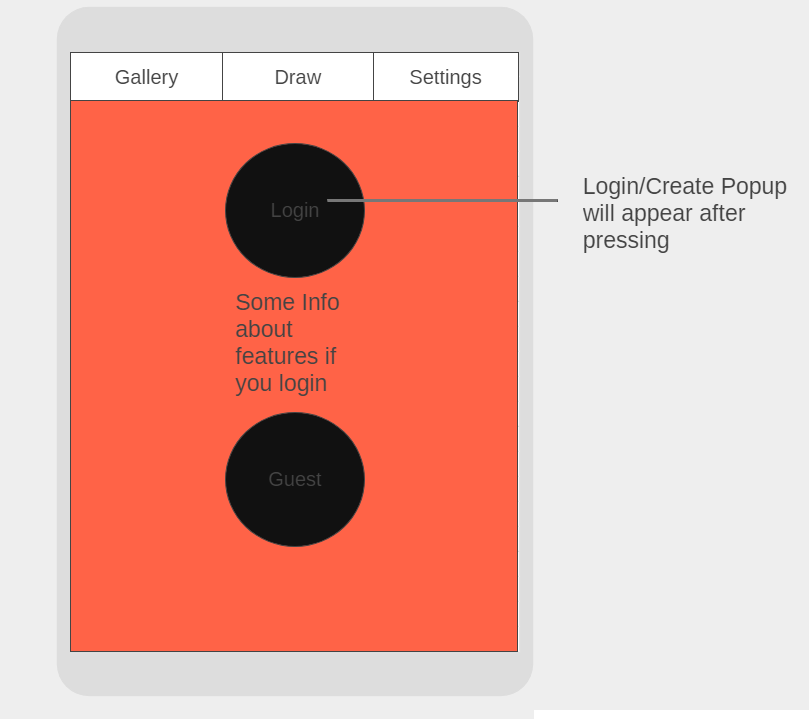 Gallery Draw Settings
Login
Login/Create Popup
will appear after
pressing
Some Info
about
features if
you login
Guest